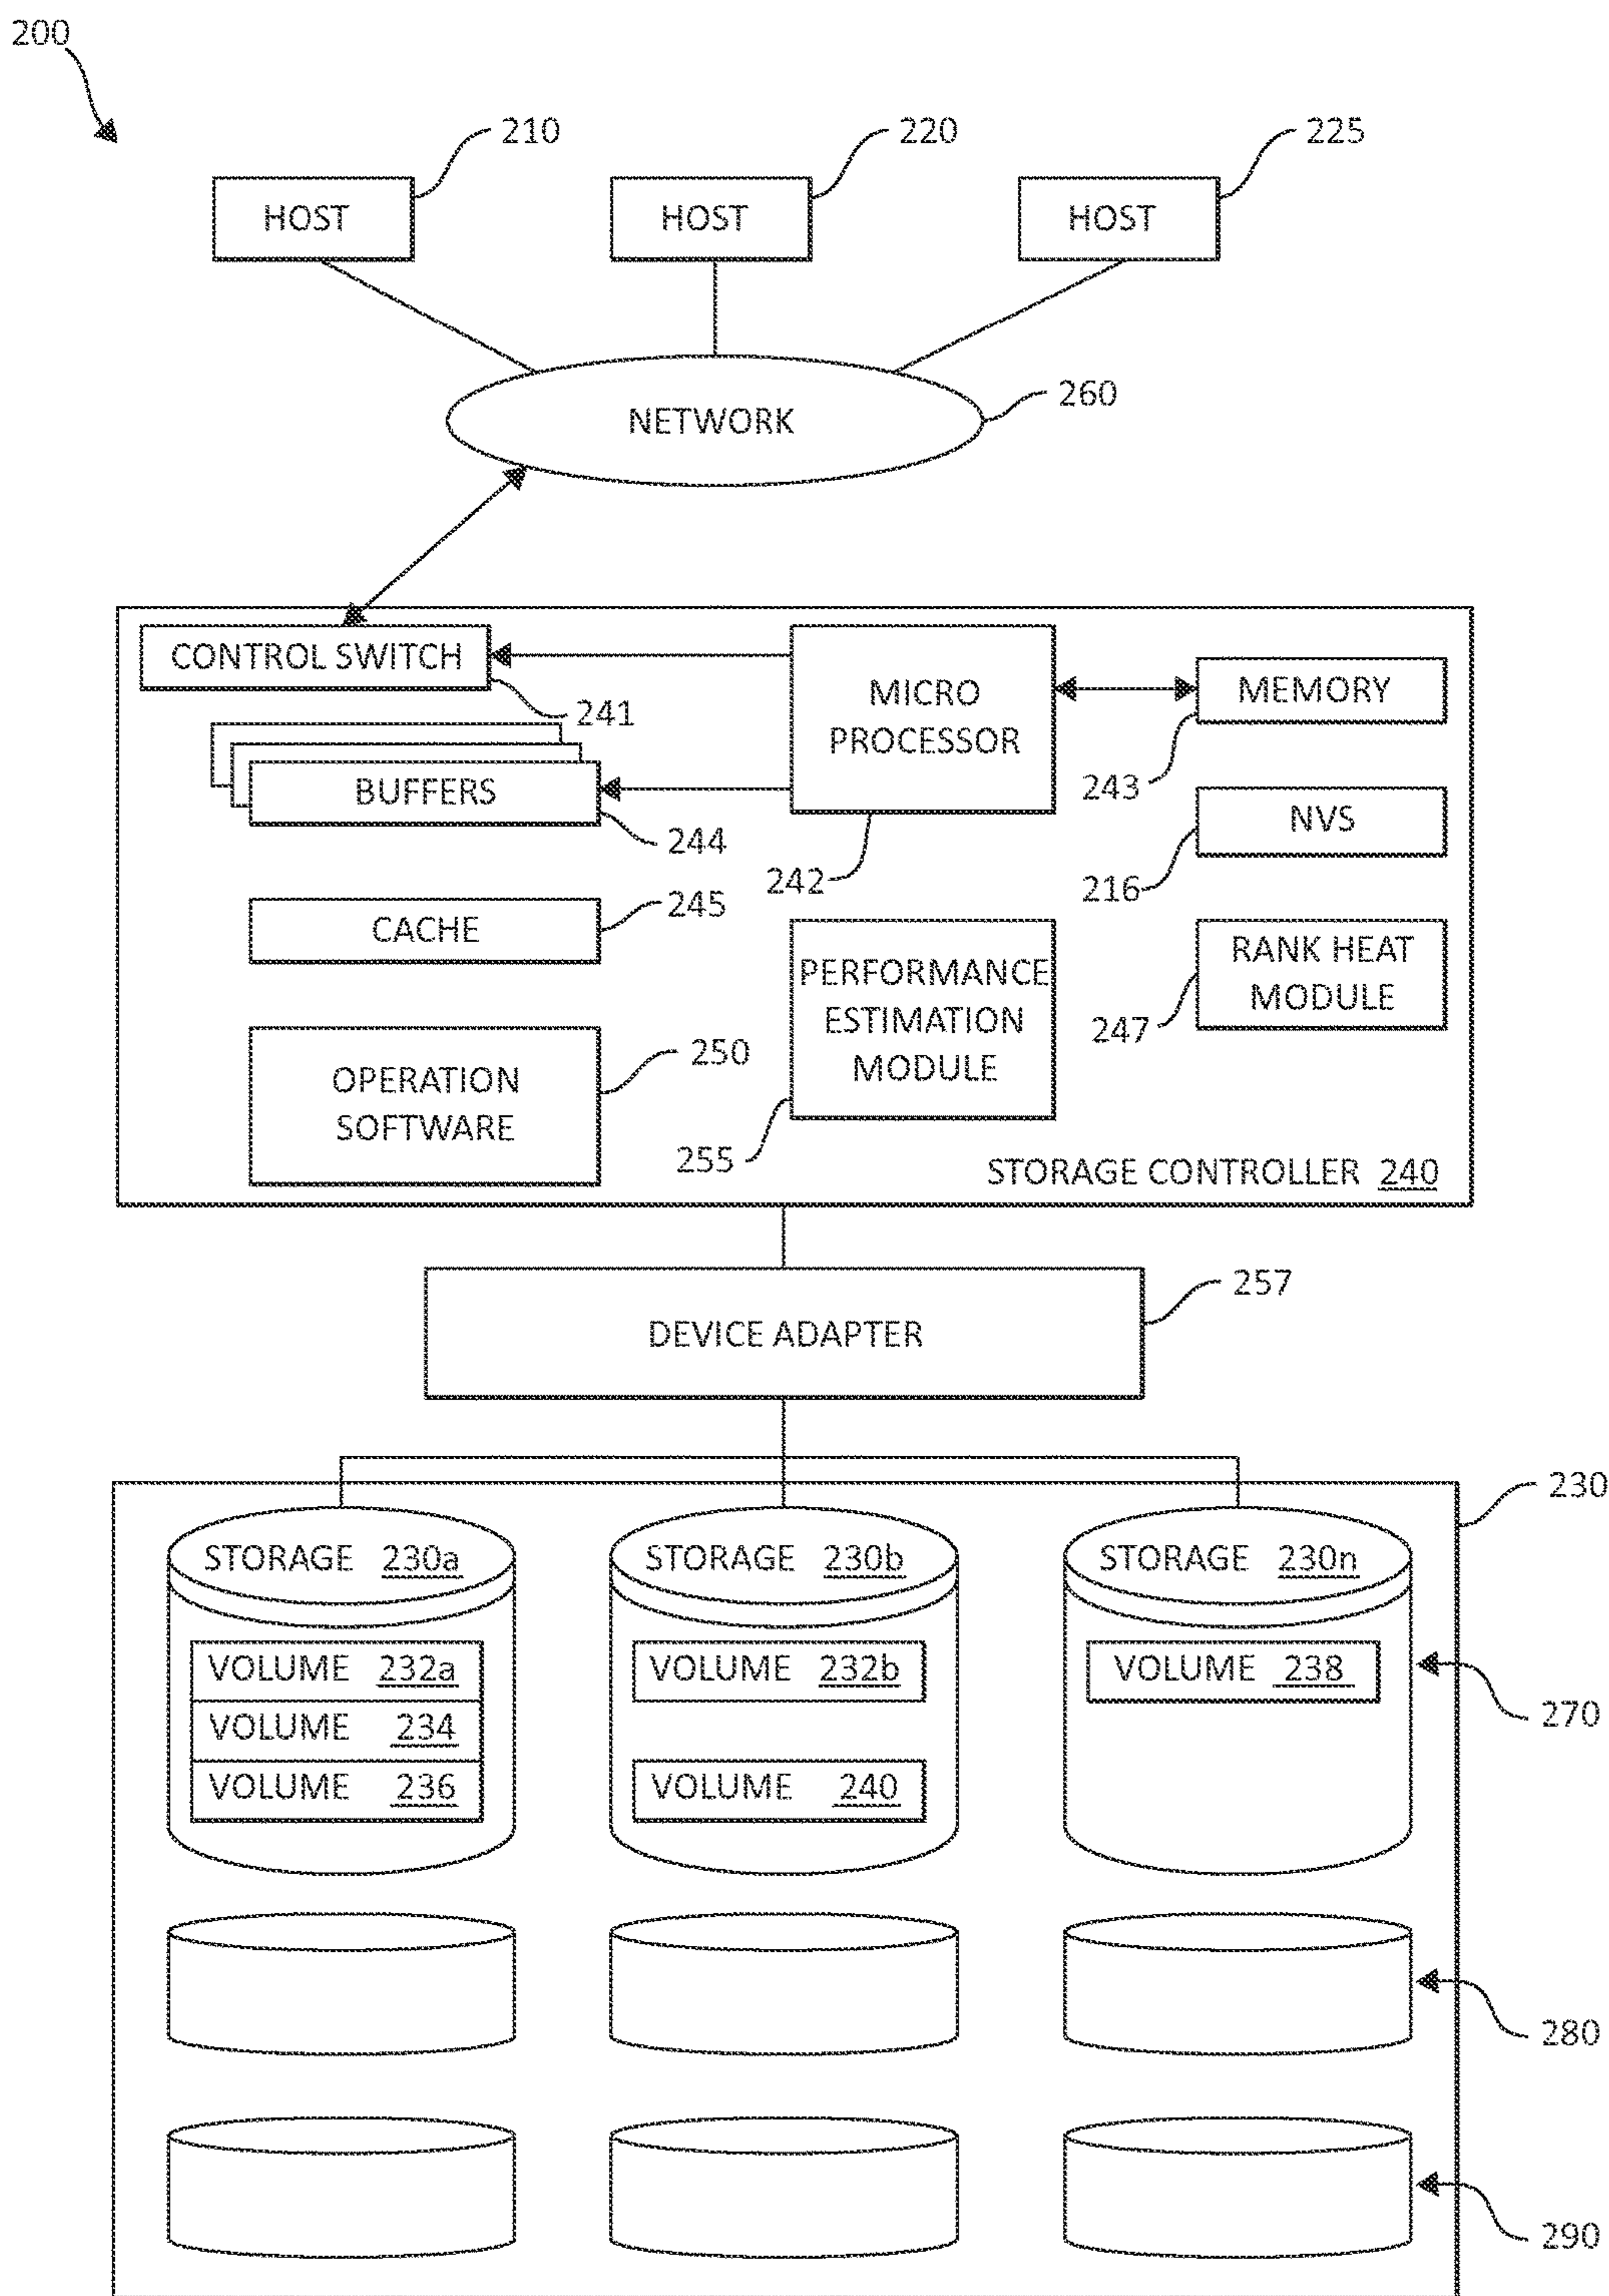 200
210
220
225
HOST
HOST
HOST
260
NETWORK
CONTROL SWITCH
241
MICRO
PROCESSOR
242
MEMORY
243
BUFFERS
244
NVS
216
CACHE
245
PERFORMANCE
ESTIMATION
MODULE
255
RANK HEAT
MODULE
247
OPERATION
SOFTWARE
250
STORAGE CONTROLLER 240
257
DEVICE ADAPTER
230
STORAGE 230a
STORAGE 230b
STORAGE 230n
VOLUME 232a
VOLUME 232b
VOLUME 238
270
VOLUME 234
VOLUME 236
VOLUME 240
280
290